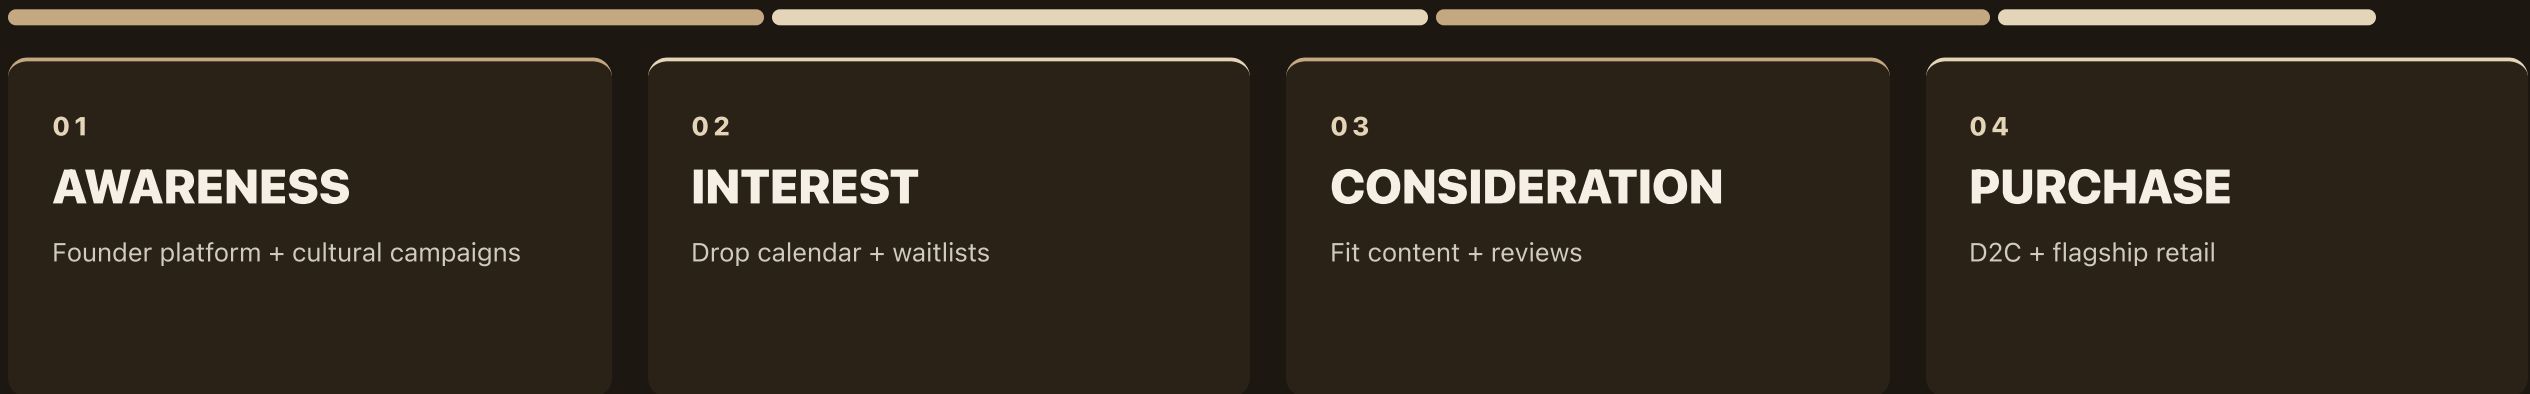 01
AWARENESS
Founder platform + cultural campaigns
02
INTEREST
Drop calendar + waitlists
03
CONSIDERATION
Fit content + reviews
04
PURCHASE
D2C + flagship retail